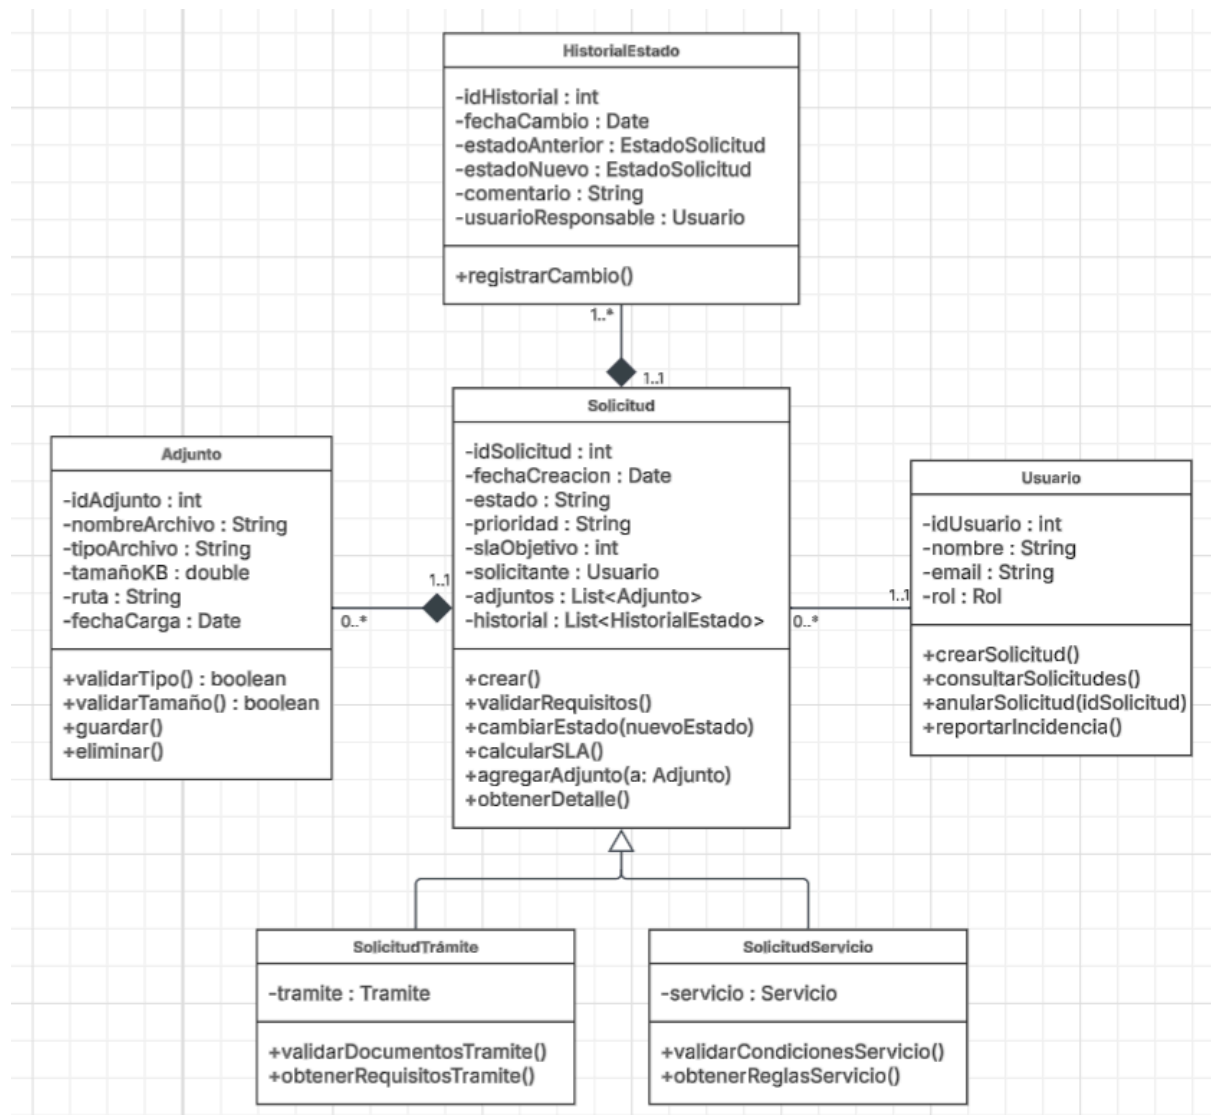 HistorialEstado
-idHistorial : int
-fechaCambio : Date
-estadoAnterior : EstadoSolicitud
-estadoNuevo : EstadoSolicitud
-comentario : String
-usuarioResponsable : Usuario
+registrarCambio()
1..*
1..1
Solicitud
-idSolicitud : int
-fechaCreacion : Date
-estado : String
-prioridad : String
-slaObjetivo : int
-solicitante : Usuario
-adjuntos : List<Adjunto>
-historial : List<HistorialEstado>
+crear()
+validarRequisitos()
+cambiarEstado(nuevoEstado)
+calcularSLA()
+agregarAdjunto(a: Adjunto)
+obtenerDetalle()
Adjunto
-idAdjunto : int
-nombreArchivo : String
-tipoArchivo : String
-tamañoKB : double
-ruta : String
-fechaCarga : Date
+validarTipo() : boolean
+validarTamaño() : boolean
+guardar()
+eliminar()
1..1
0..*
0..*
1..1
Usuario
-idUsuario : int
-nombre : String
-email : String
-rol : Rol
+crearSolicitud()
+consultarSolicitudes()
+anularSolicitud(idSolicitud)
+reportarIncidencia()
SolicitudTrámite
-tramite : Tramite
+validarDocumentosTramite()
+obtenerRequisitosTramite()
SolicitudServicio
-servicio : Servicio
+validarCondicionesServicio()
+obtenerReglasServicio()